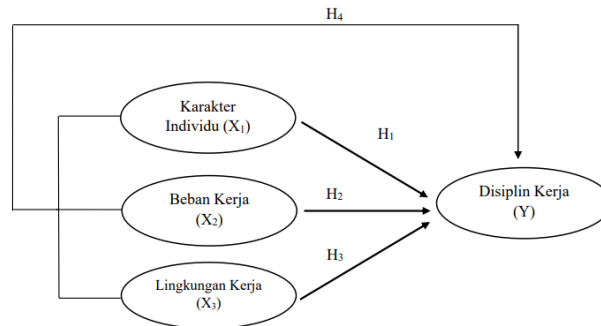 H₄
Karakter
Individu (X₁)
H₁
Beban Kerja
(X₂)
H₂
Disiplin Kerja
(Y)
H₃
Lingkungan Kerja
(X₃)